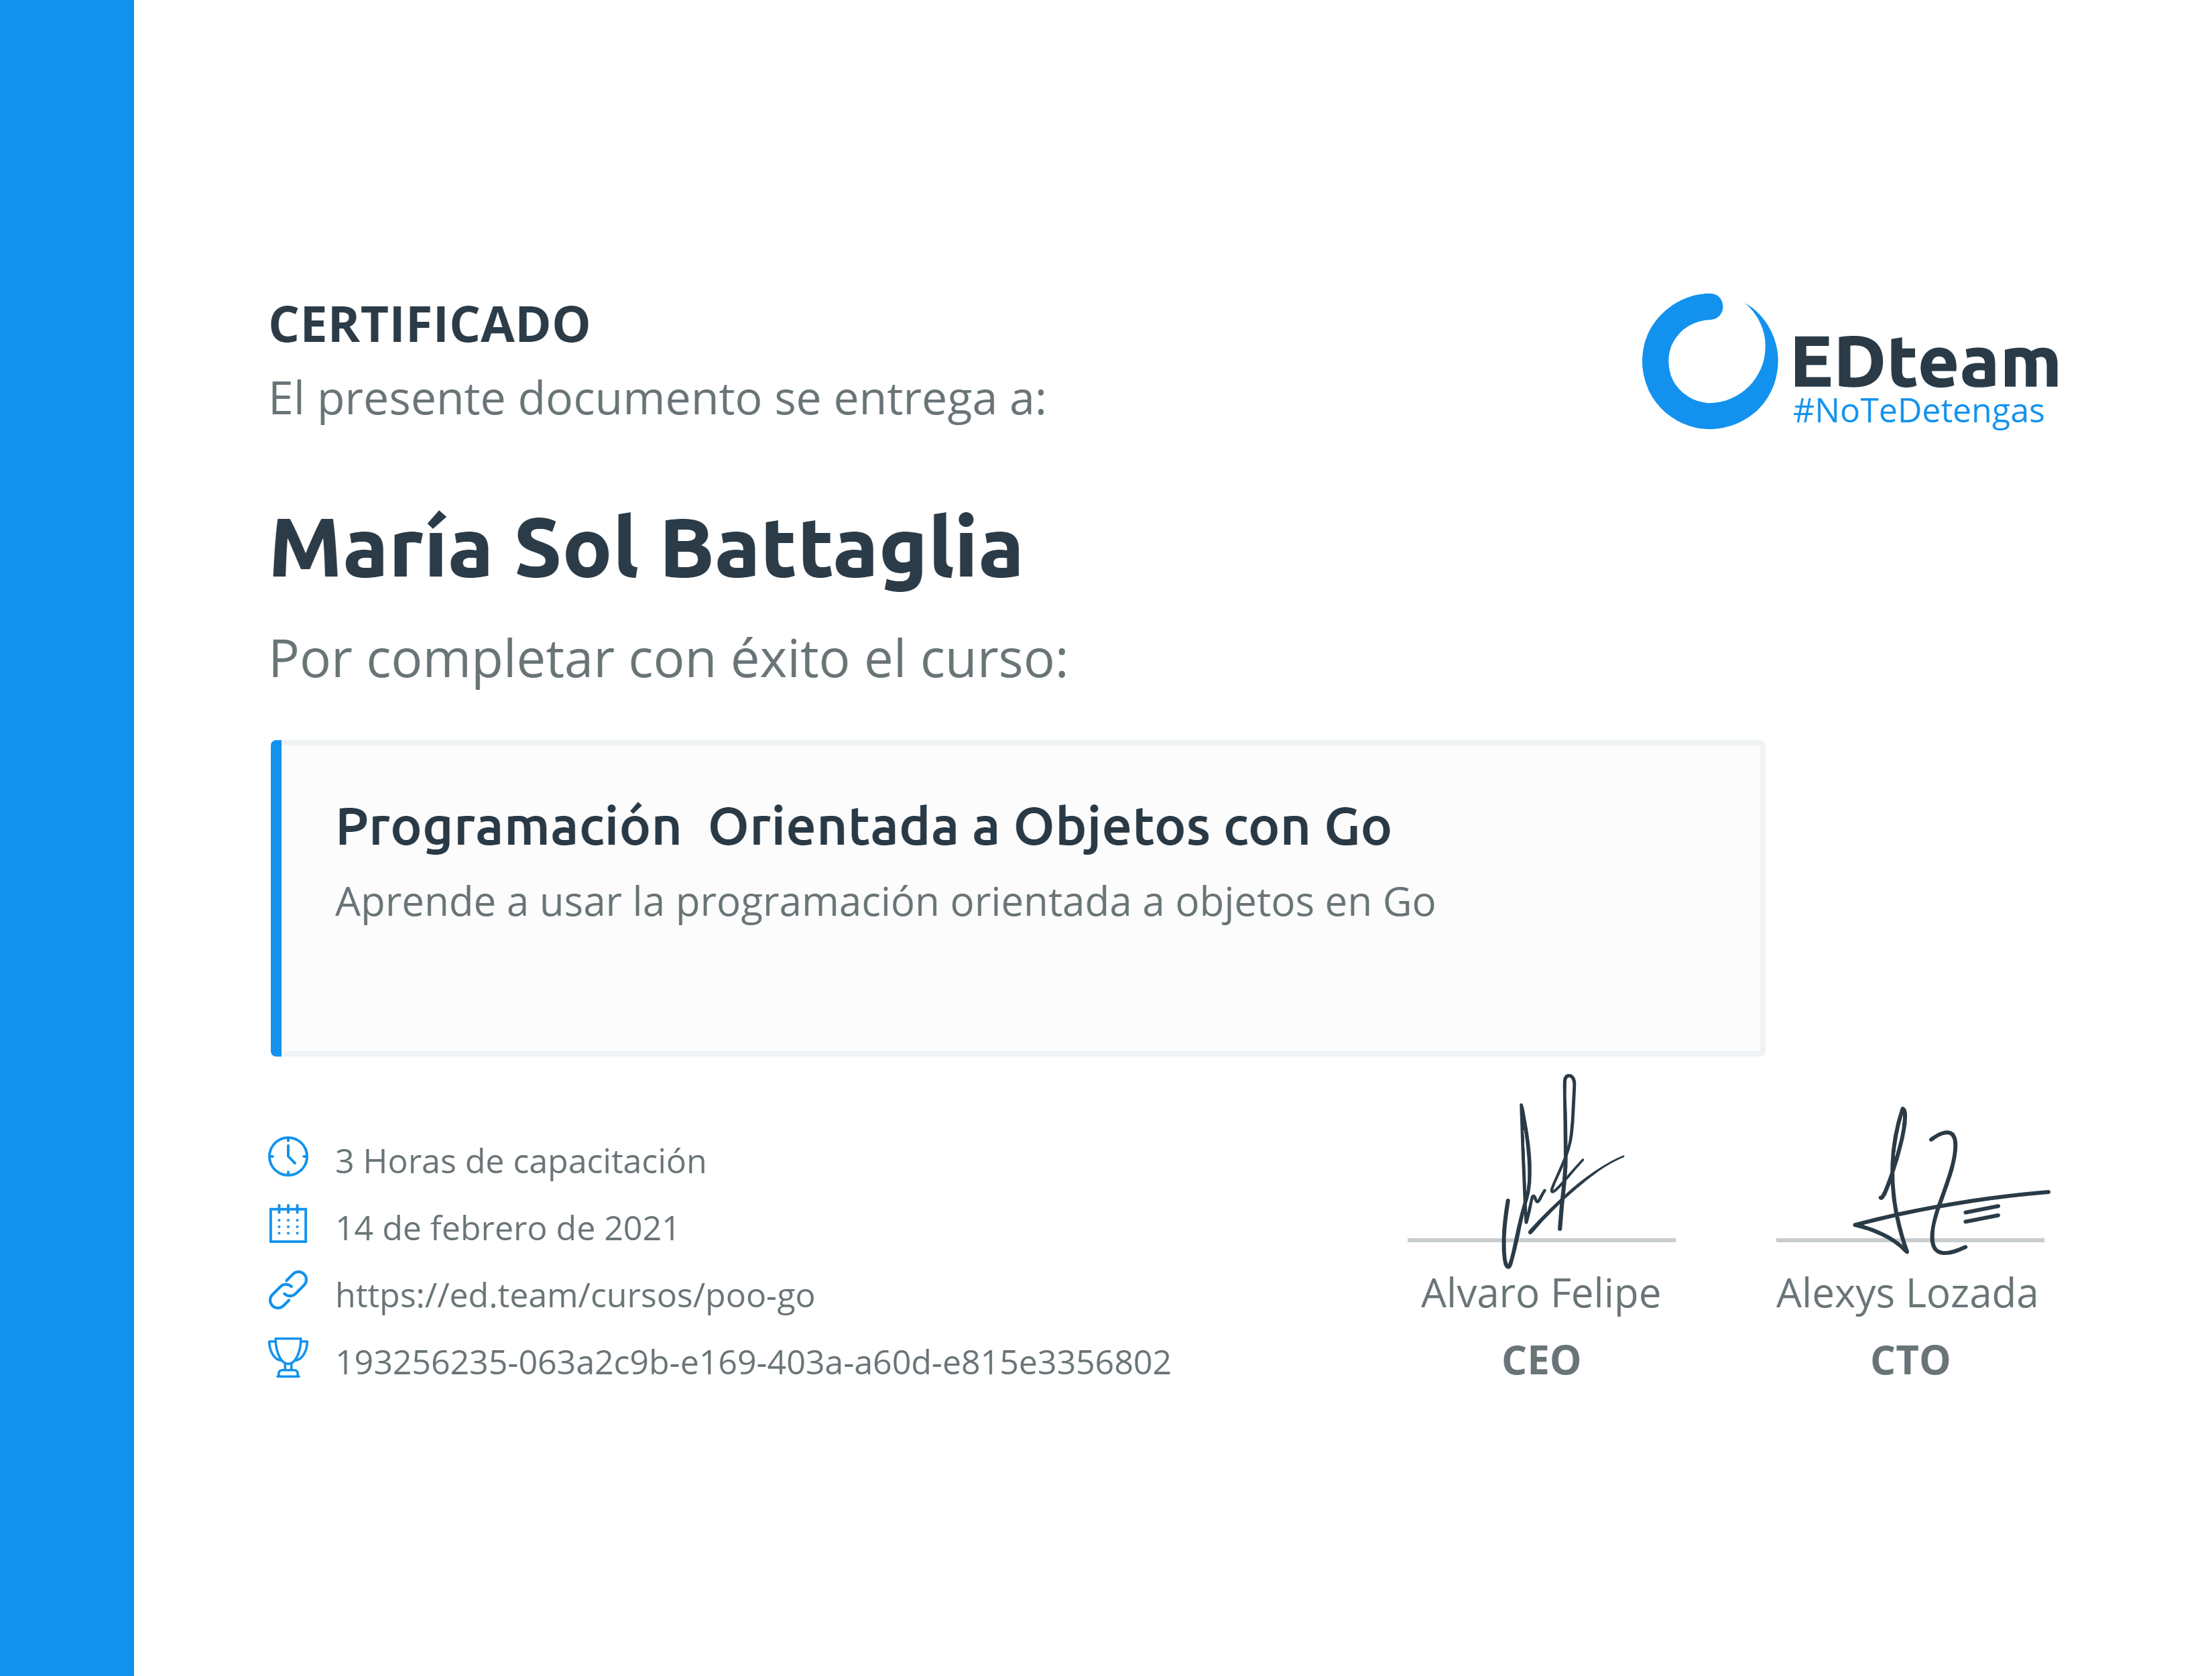 CERTIFICADO
El presente documento se entrega a:
EDteam
#NoTeDetengas
María Sol Battaglia
Por completar con éxito el curso:
Programación  Orientada a Objetos con Go
Aprende a usar la programación orientada a objetos en Go
3 Horas de capacitación
14 de febrero de 2021
https://ed.team/cursos/poo-go
193256235-063a2c9b-e169-403a-a60d-e815e3356802
Alvaro Felipe
CEO
Alexys Lozada
CTO